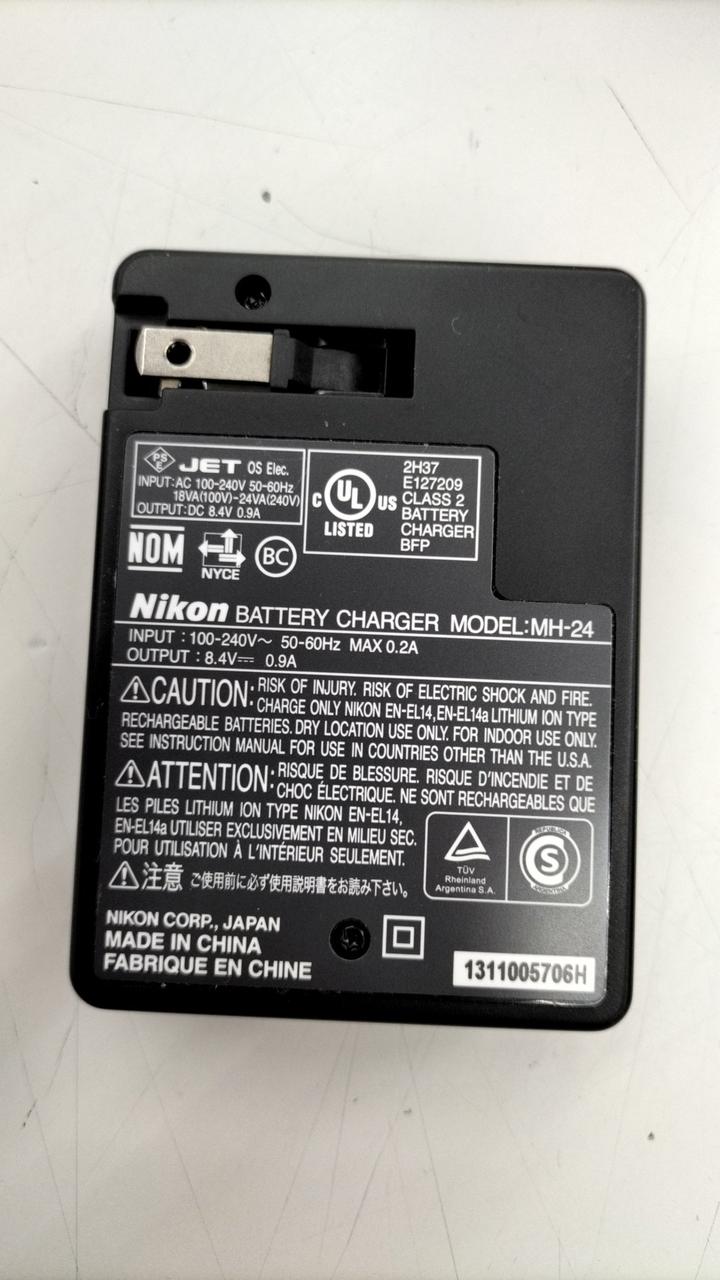 PS
E
JET OS Elec.
INPUT:AC 100-240V 50-60Hz
18VA(100V)-24VA(240V)
OUTPUT:DC 8.4V 0.9A
C UL US
LISTED
2H37
E127209
CLASS 2
BATTERY
CHARGER
BFP
NOM
NYCE
BC
Nikon BATTERY CHARGER MODEL:MH-24
INPUT : 100-240V～ 50-60Hz MAX 0.2A
OUTPUT : 8.4V⎓ 0.9A
⚠CAUTION: RISK OF INJURY. RISK OF ELECTRIC SHOCK AND FIRE.
CHARGE ONLY NIKON EN-EL14,EN-EL14a LITHIUM ION TYPE
RECHARGEABLE BATTERIES. DRY LOCATION USE ONLY. FOR INDOOR USE ONLY.
SEE INSTRUCTION MANUAL FOR USE IN COUNTRIES OTHER THAN THE U.S.A.
⚠ATTENTION: RISQUE DE BLESSURE. RISQUE D'INCENDIE ET DE
CHOC ÉLECTRIQUE. NE SONT RECHARGEABLES QUE
LES PILES LITHIUM ION TYPE NIKON EN-EL14,
EN-EL14a UTILISER EXCLUSIVEMENT EN MILIEU SEC.
POUR UTILISATION À L'INTÉRIEUR SEULEMENT.
TÜV
Rheinland
Argentina S.A.
REPUBLICA
S
ARGENTINA
⚠注意 ご使用前に必ず使用説明書をお読み下さい。
NIKON CORP., JAPAN
MADE IN CHINA
FABRIQUE EN CHINE
1311005706H